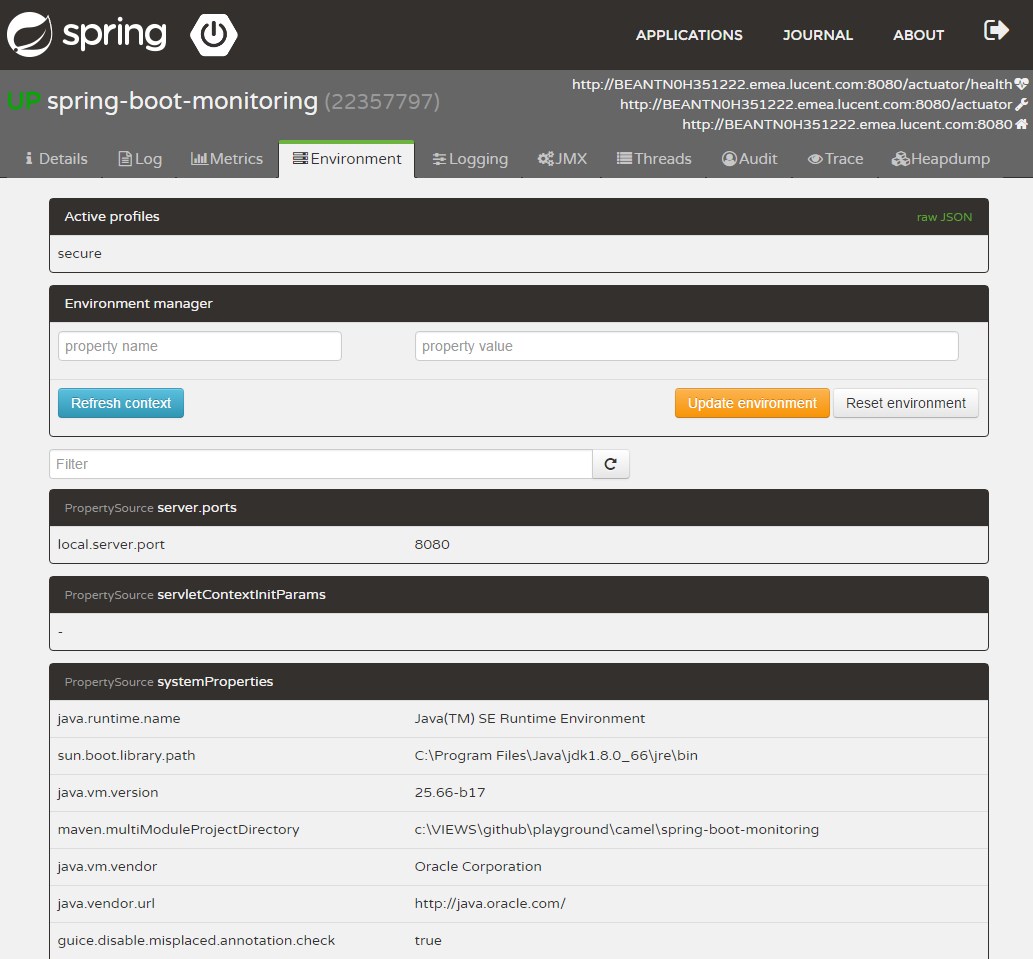 spring
APPLICATIONS JOURNAL ABOUT
UP spring-boot-monitoring (22357797)
http://BEANTN0H351222.emea.lucent.com:8080/actuator/health
http://BEANTN0H351222.emea.lucent.com:8080/actuator
http://BEANTN0H351222.emea.lucent.com:8080
Details Log Metrics Environment Logging JMX Threads Audit Trace Heapdump
Active profiles raw JSON
secure
Environment manager
property name property value
Refresh context Update environment Reset environment
Filter
PropertySource server.ports
local.server.port 8080
PropertySource servletContextInitParams
-
PropertySource systemProperties
java.runtime.name Java(TM) SE Runtime Environment
sun.boot.library.path C:\Program Files\Java\jdk1.8.0_66\jre\bin
java.vm.version 25.66-b17
maven.multiModuleProjectDirectory c:\VIEWS\github\playground\camel\spring-boot-monitoring
java.vm.vendor Oracle Corporation
java.vendor.url http://java.oracle.com/
guice.disable.misplaced.annotation.check true